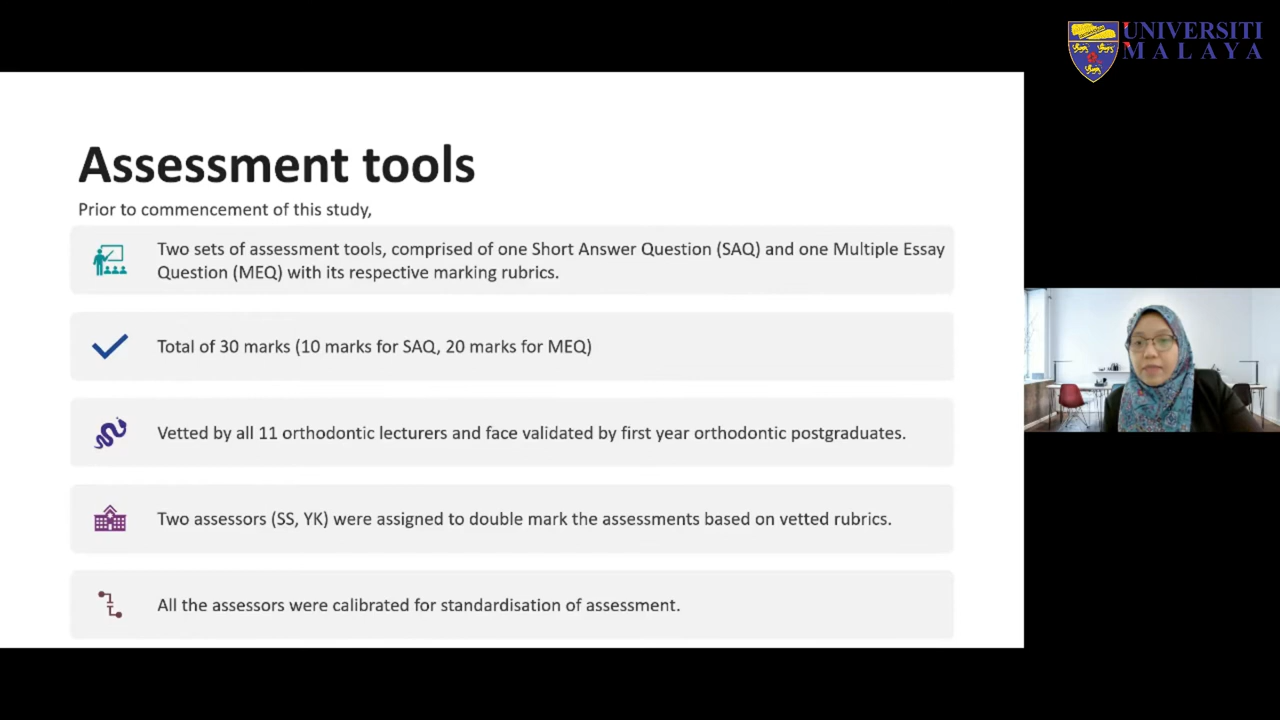 UNIVERSITI
MALAYA
Assessment tools
Prior to commencement of this study,
Two sets of assessment tools, comprised of one Short Answer Question (SAQ) and one Multiple Essay
Question (MEQ) with its respective marking rubrics.
Total of 30 marks (10 marks for SAQ, 20 marks for MEQ)
Vetted by all 11 orthodontic lecturers and face validated by first year orthodontic postgraduates.
Two assessors (SS, YK) were assigned to double mark the assessments based on vetted rubrics.
All the assessors were calibrated for standardisation of assessment.